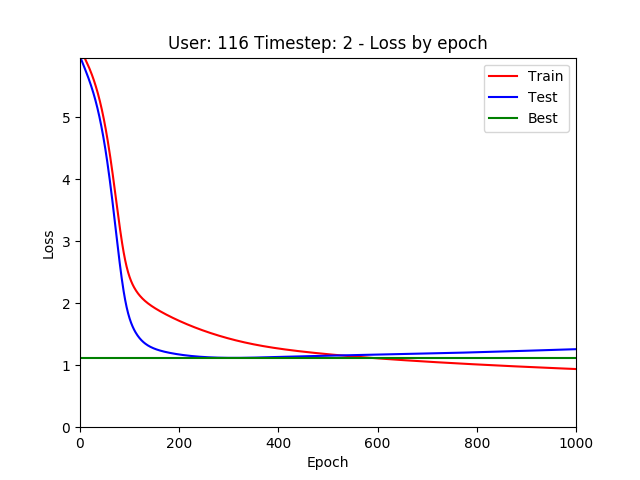 User: 116 Timestep: 2 - Loss by epoch
Train
Test
Best
Loss
5
4
3
2
1
0
0 200 400 600 800 1000
Epoch